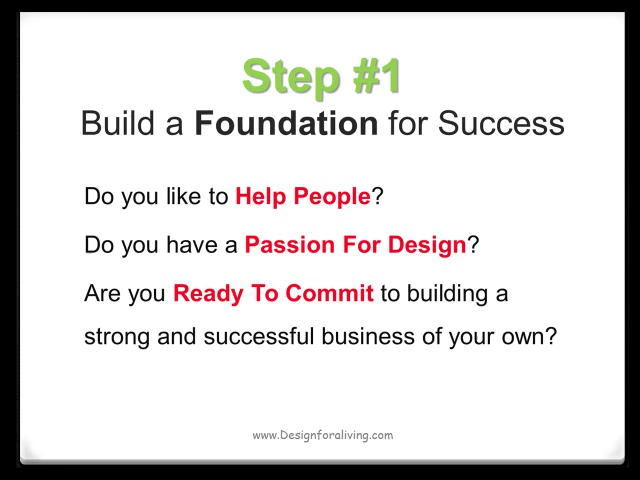 Step #1
Build a Foundation for Success
Do you like to Help People?
Do you have a Passion For Design?
Are you Ready To Commit to building a
strong and successful business of your own?
www.Designforaliving.com